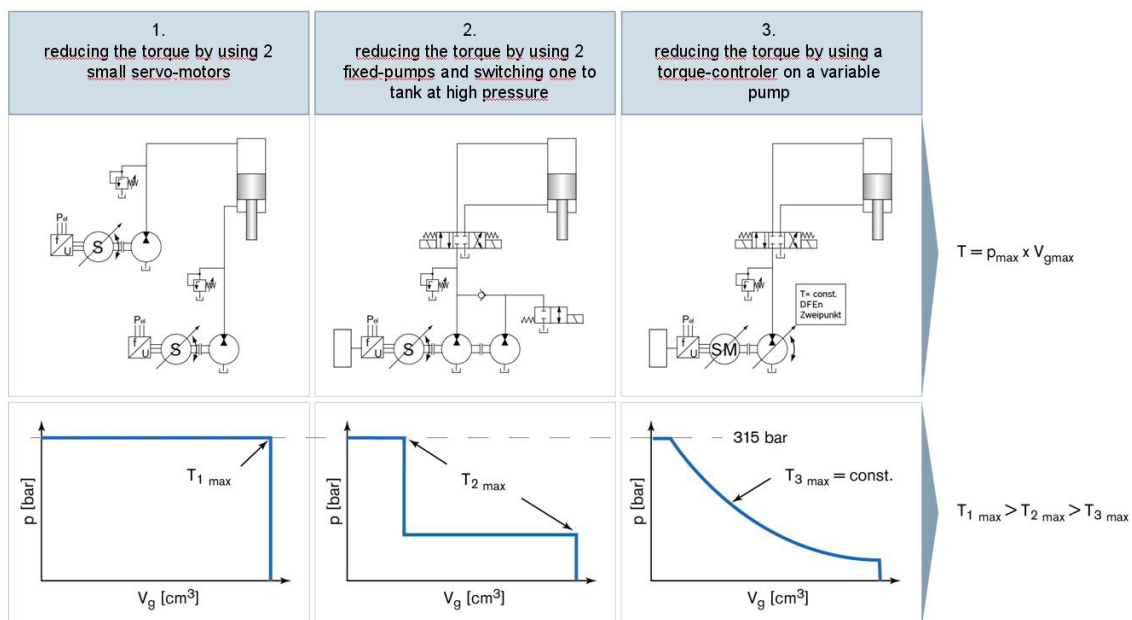 1.
reducing the torque by using 2
small servo-motors
2.
reducing the torque by using 2
fixed-pumps and switching one to
tank at high pressure
3.
reducing the torque by using a
torque-controler on a variable
pump
Pel
f
U
S
Pel
f
U
S
Pel
f
U
S
T= const.
DFEn
Zweipunkt
Pel
f
U
SM
T = pmax x Vgmax
p [bar]
T1 max
Vg [cm³]
p [bar]
T2 max
Vg [cm³]
p [bar]
315 bar
T3 max = const.
Vg [cm³]
T1 max > T2 max > T3 max